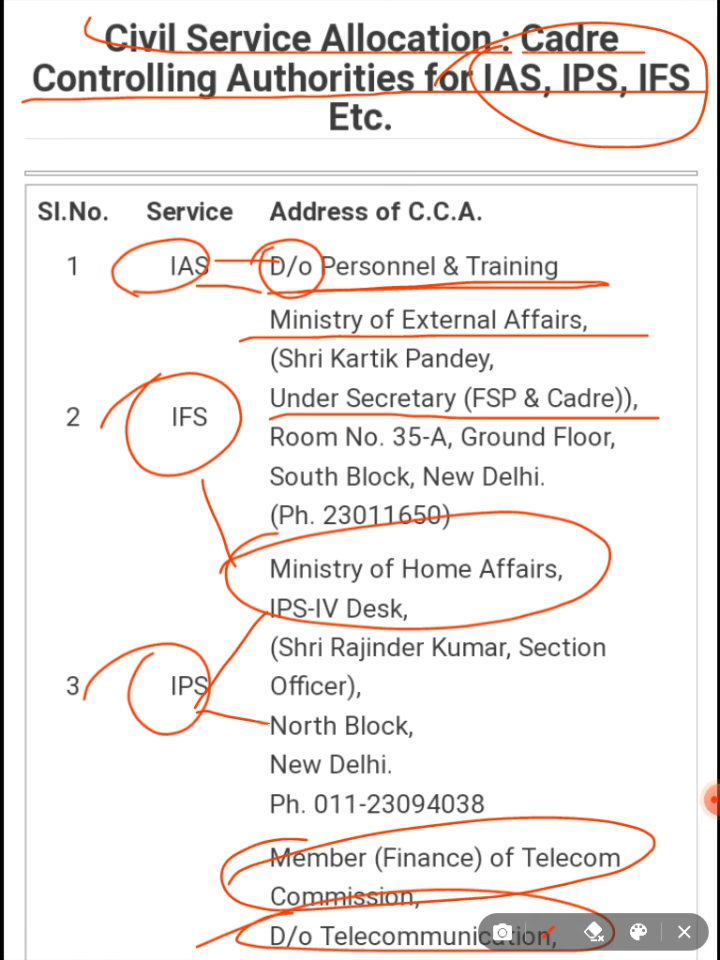 Civil Service Allocation : Cadre
Controlling Authorities for IAS, IPS, IFS
Etc.
Sl.No. Service Address of C.C.A.
1 IAS D/o Personnel & Training
Ministry of External Affairs,
(Shri Kartik Pandey,
2 IFS Under Secretary (FSP & Cadre)),
Room No. 35-A, Ground Floor,
South Block, New Delhi.
(Ph. 23011650)
Ministry of Home Affairs,
IPS-IV Desk,
(Shri Rajinder Kumar, Section
3 IPS Officer),
North Block,
New Delhi.
Ph. 011-23094038
Member (Finance) of Telecom
Commission,
D/o Telecommunication,